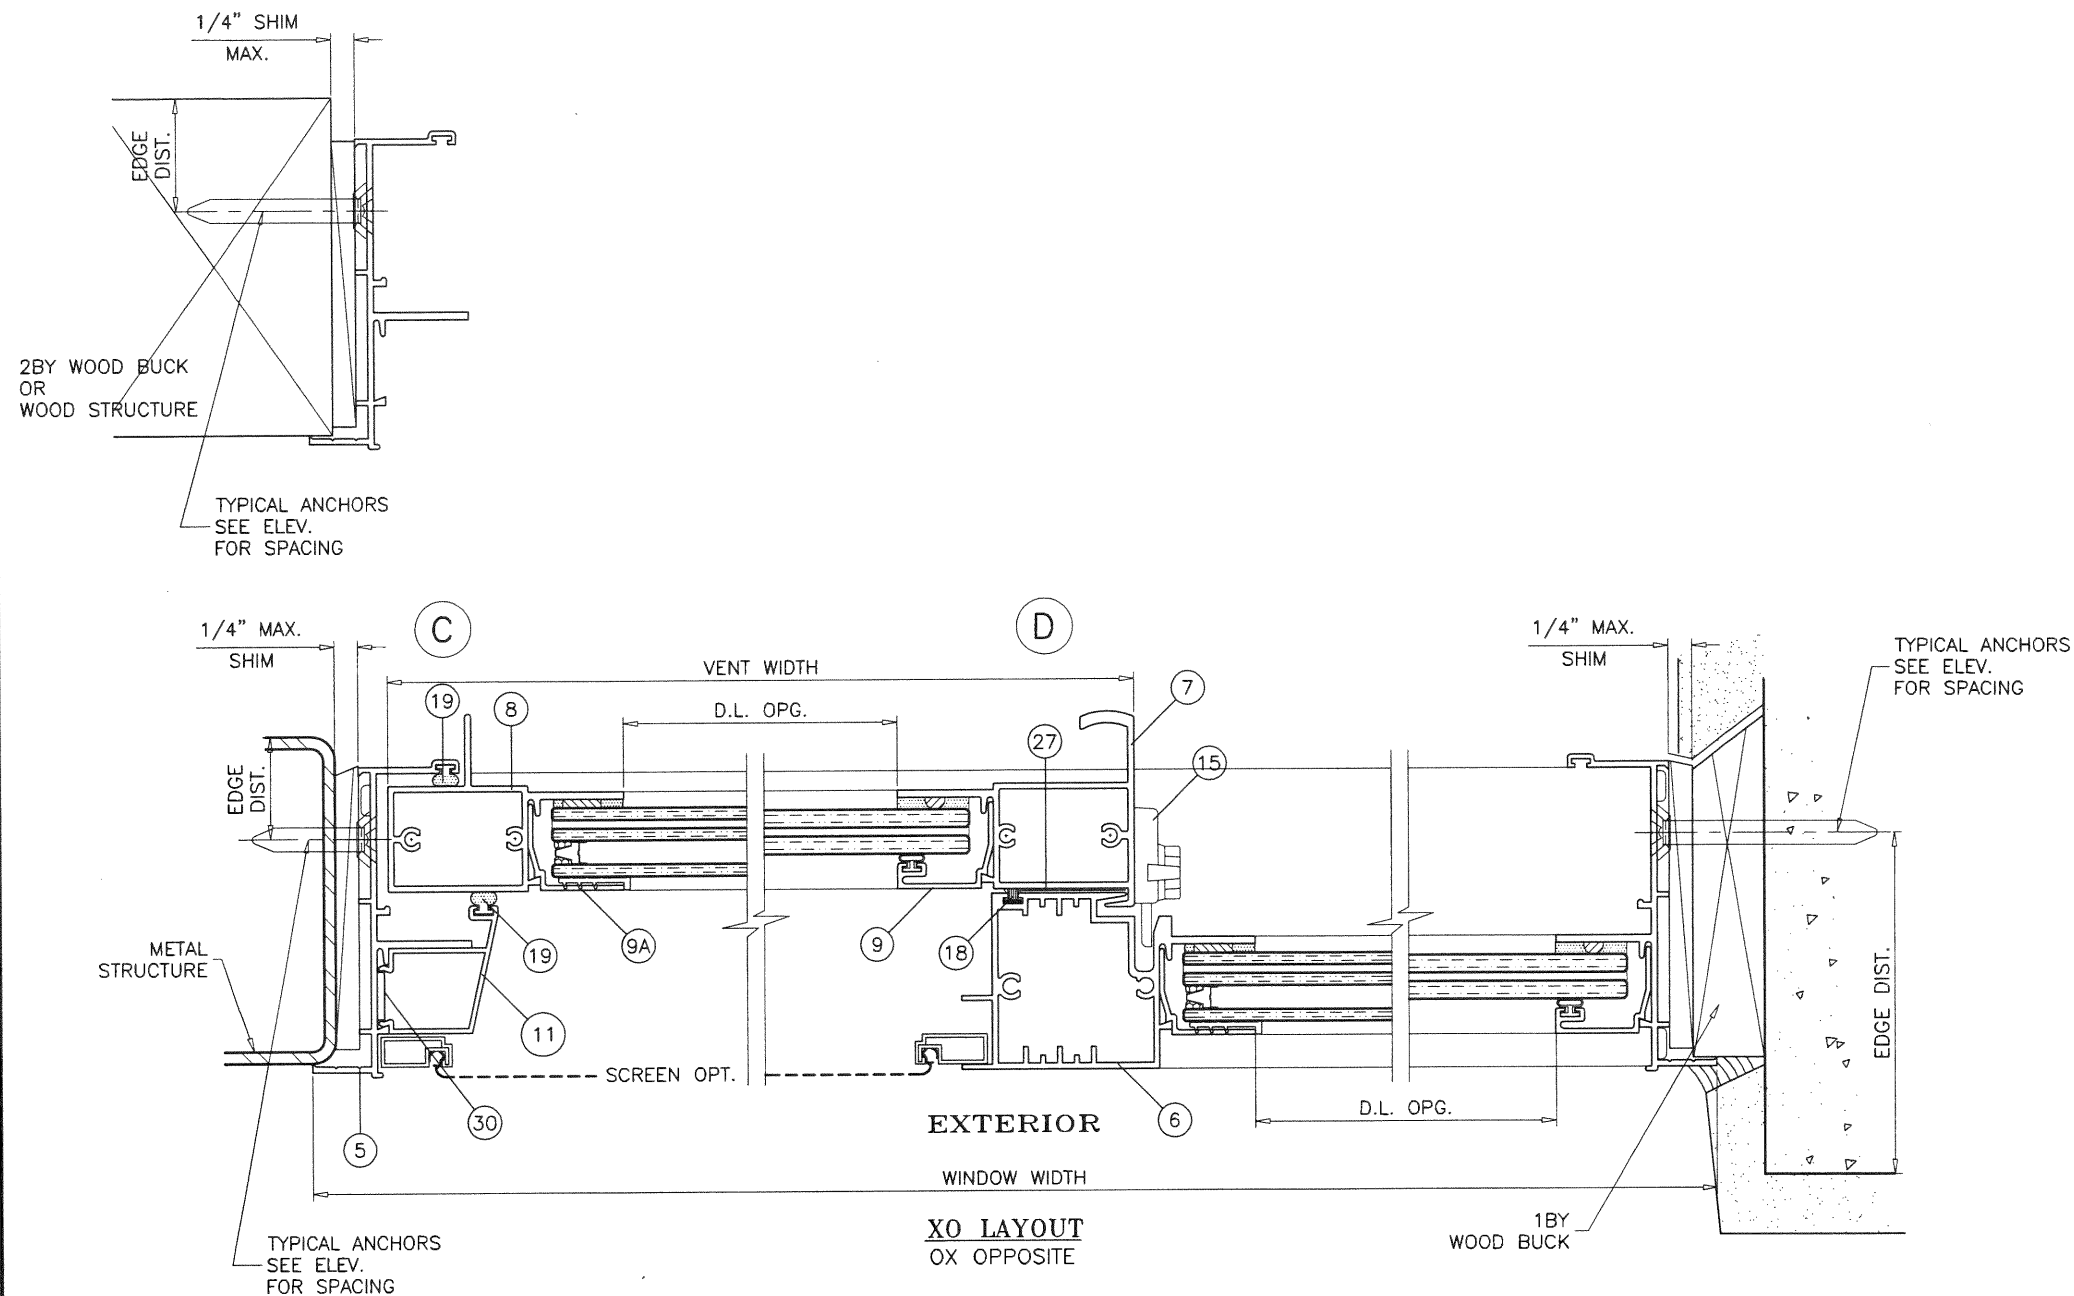 1/4" SHIM
MAX.
EDGE
DIST.
2BY WOOD BUCK
OR
WOOD STRUCTURE
TYPICAL ANCHORS
SEE ELEV.
FOR SPACING
1/4" MAX.
SHIM
C
D
1/4" MAX.
SHIM
TYPICAL ANCHORS
SEE ELEV.
FOR SPACING
VENT WIDTH
D.L. OPG.
19
8
7
27
15
EDGE
DIST.
METAL
STRUCTURE
19
9A
9
18
11
EDGE DIST.
SCREEN OPT.
30
5
EXTERIOR
6
D.L. OPG.
WINDOW WIDTH
XO LAYOUT
OX OPPOSITE
1BY
WOOD BUCK
TYPICAL ANCHORS
SEE ELEV.
FOR SPACING